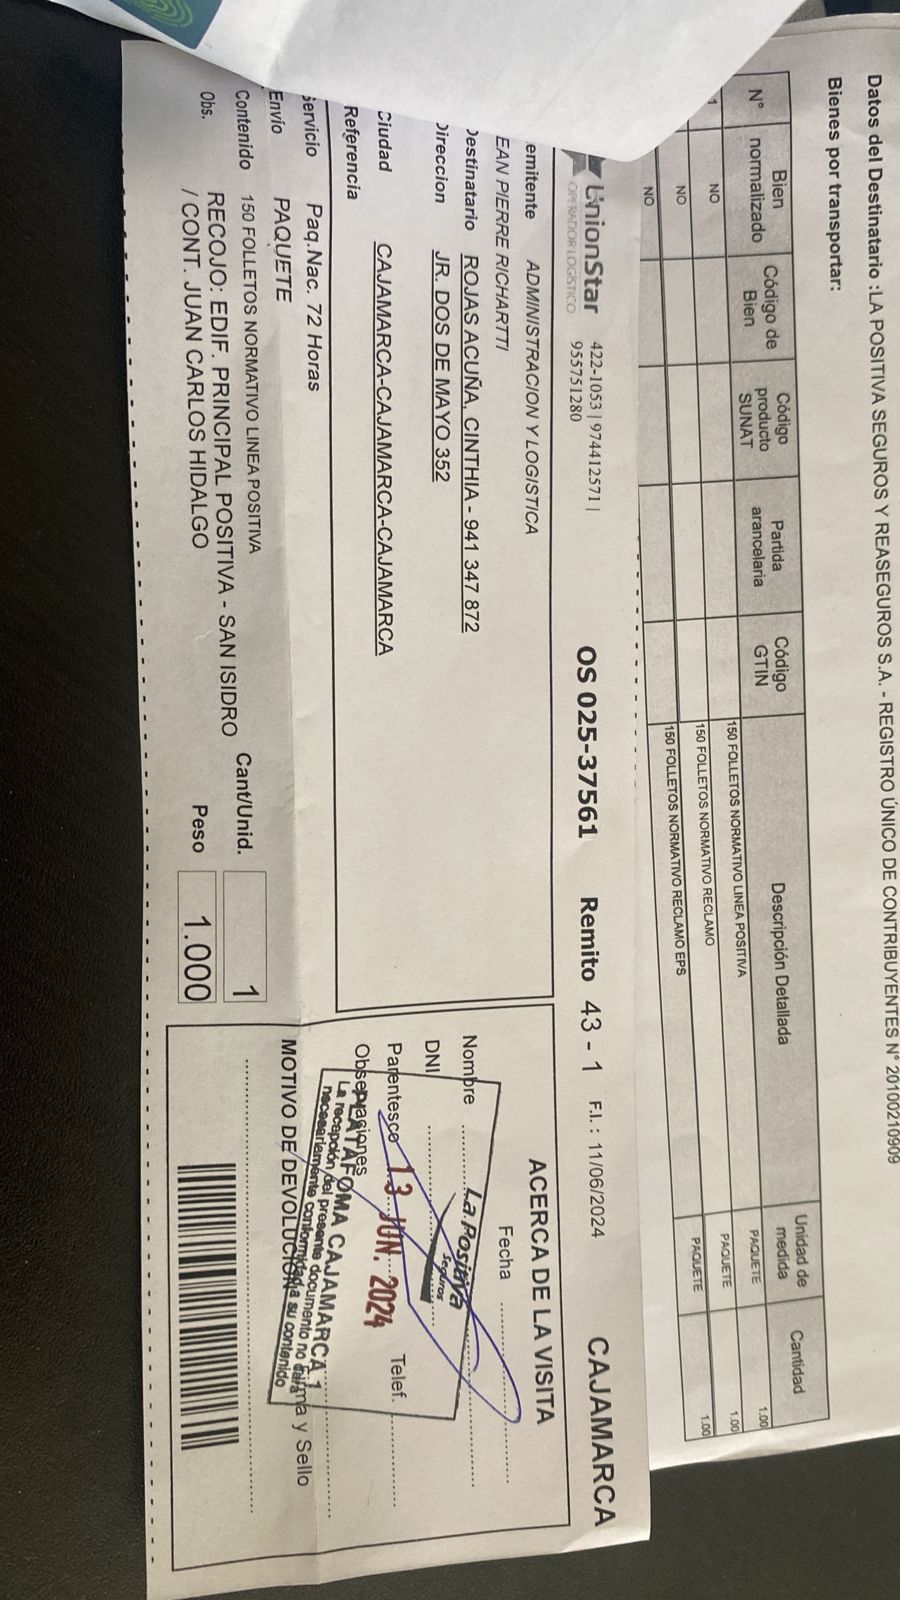 Datos del Destinatario :LA POSITIVA SEGUROS Y REASEGUROS S.A. - REGISTRO ÚNICO DE CONTRIBUYENTES N° 20100210909
Bienes por transportar:
N° Bien normalizado Código de Bien Código producto SUNAT Partida arancelaria Código GTIN Descripción Detallada Unidad de medida Cantidad
1 NO 150 FOLLETOS NORMATIVO LINEA POSITIVA PAQUETE 1.00
NO 150 FOLLETOS NORMATIVO RECLAMO PAQUETE 1.00
NO 150 FOLLETOS NORMATIVO RECLAMO EPS PAQUETE 1.00
UnionStar
OPERADOR LOGÍSTICO
422-1053 | 974412571 |
955751280
OS 025-37561 Remito 43 - 1 F.I. : 11/06/2024 CAJAMARCA
emitente ADMINISTRACION Y LOGISTICA
EAN PIERRE RICHARTTI
Destinatario ROJAS ACUÑA, CINTHIA - 941 347 872
Direccion JR. DOS DE MAYO 352
Ciudad CAJAMARCA-CAJAMARCA-CAJAMARCA
Referencia
Servicio Paq.Nac. 72 Horas
Envío PAQUETE
Contenido 150 FOLLETOS NORMATIVO LINEA POSITIVA Cant/Unid. 1
Obs. RECOJO: EDIF. PRINCIPAL POSITIVA - SAN ISIDRO
/ CONT. JUAN CARLOS HIDALGO Peso 1.000
ACERCA DE LA VISITA
Fecha
Nombre
DNI
Parentesco Telef.
Observaciones
MOTIVO DE DEVOLUCION Firma y Sello
La Positiva
Seguros
13 JUN. 2024
PLATAFOMA CAJAMARCA
La recepción del presente documento no
necesariamente conformidad a su contenido